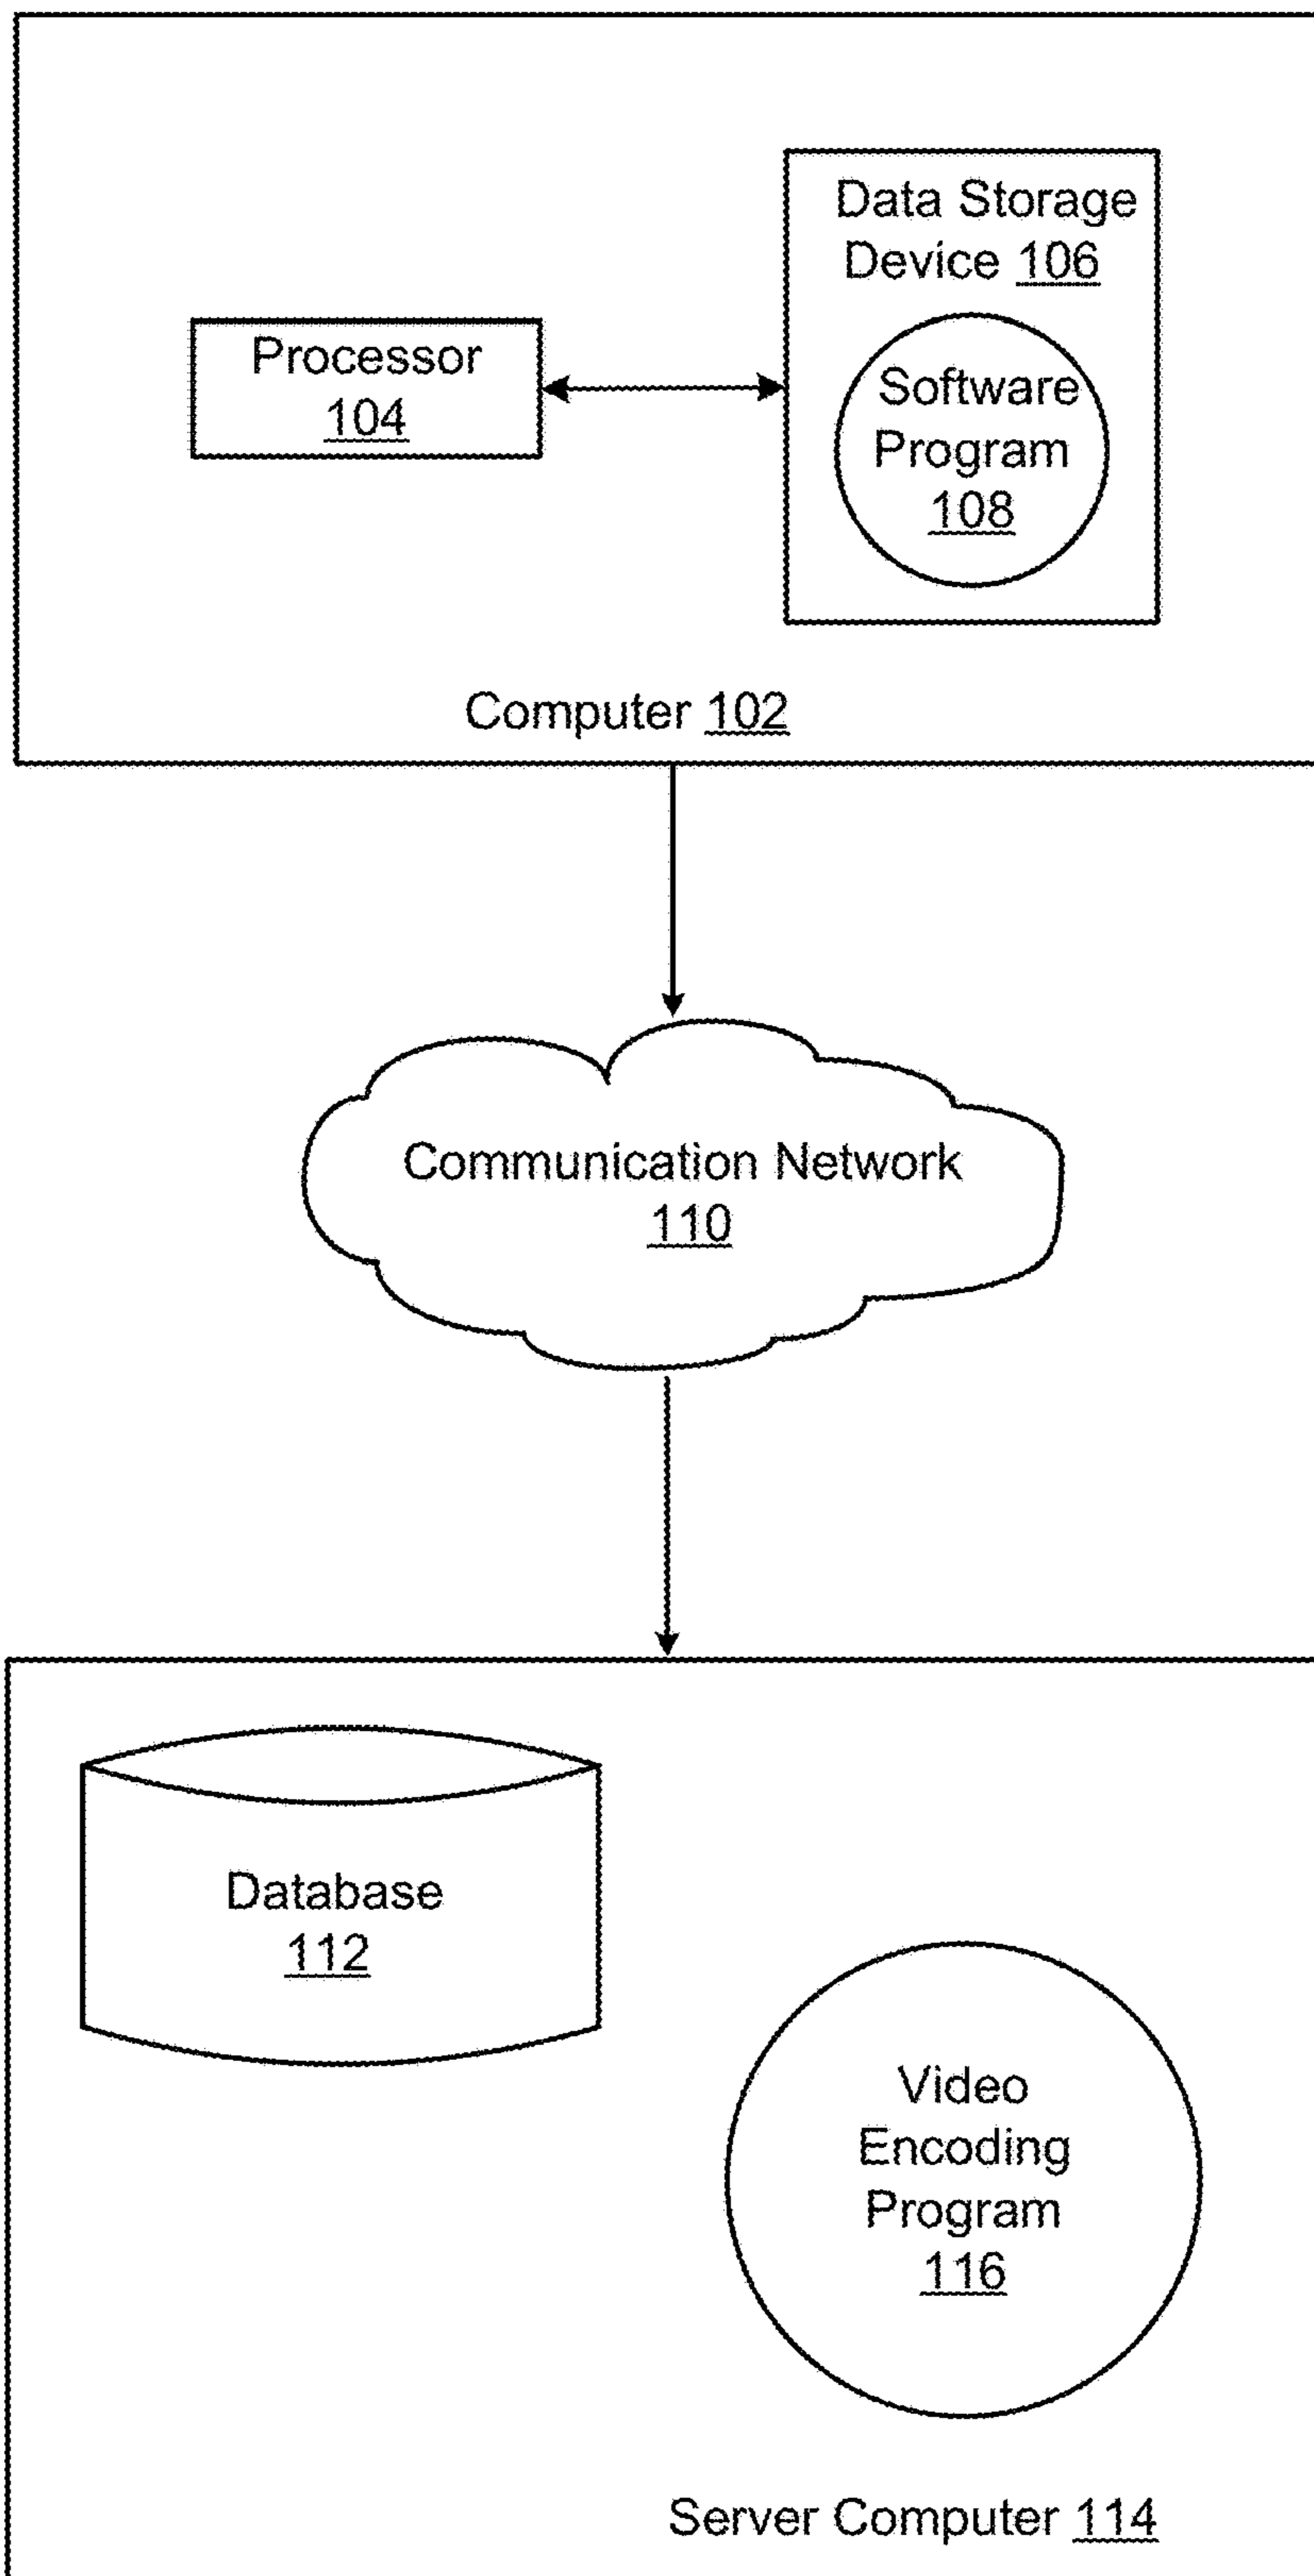 Data Storage
Device 106
Processor
104
Software
Program
108
Computer 102
Communication Network
110
Database
112
Video
Encoding
Program
116
Server Computer 114